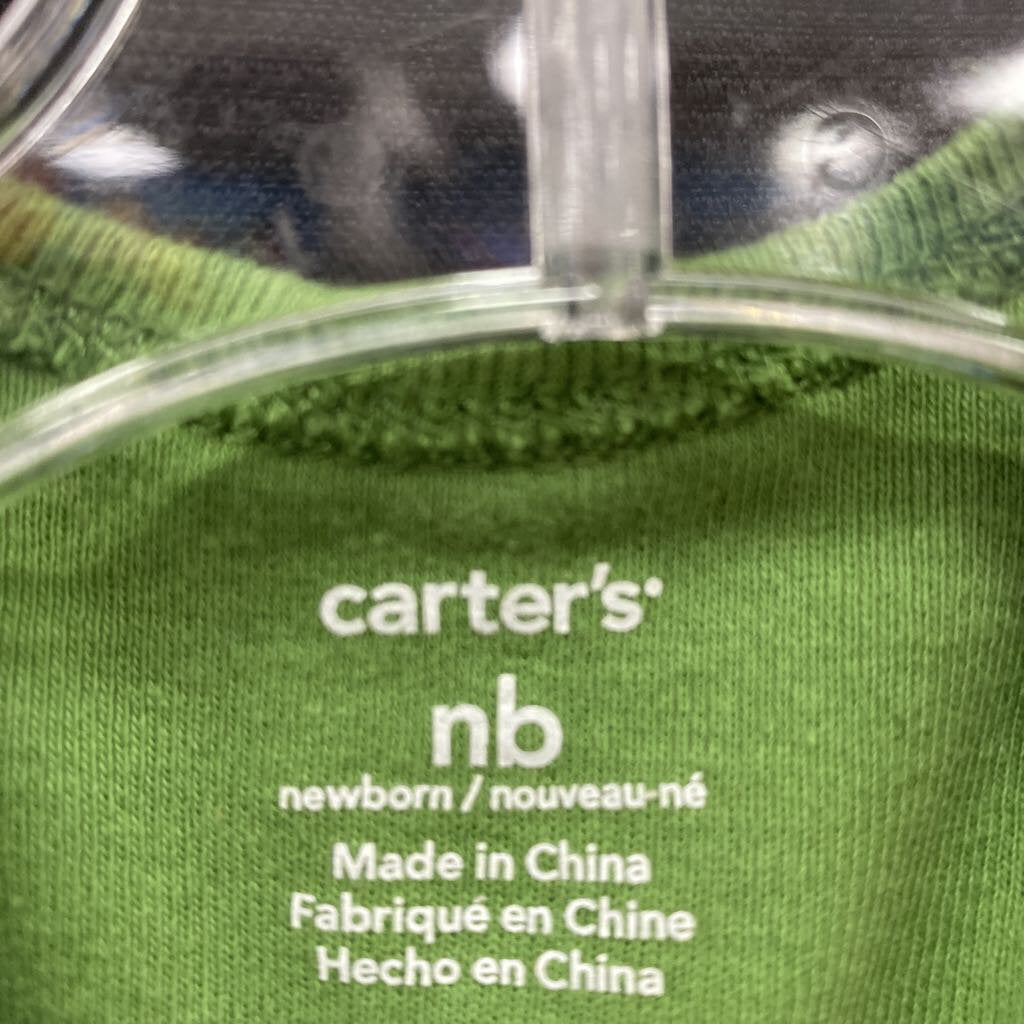 carter's
nb
newborn / nouveau-né
Made in China
Fabriqué en Chine
Hecho en China